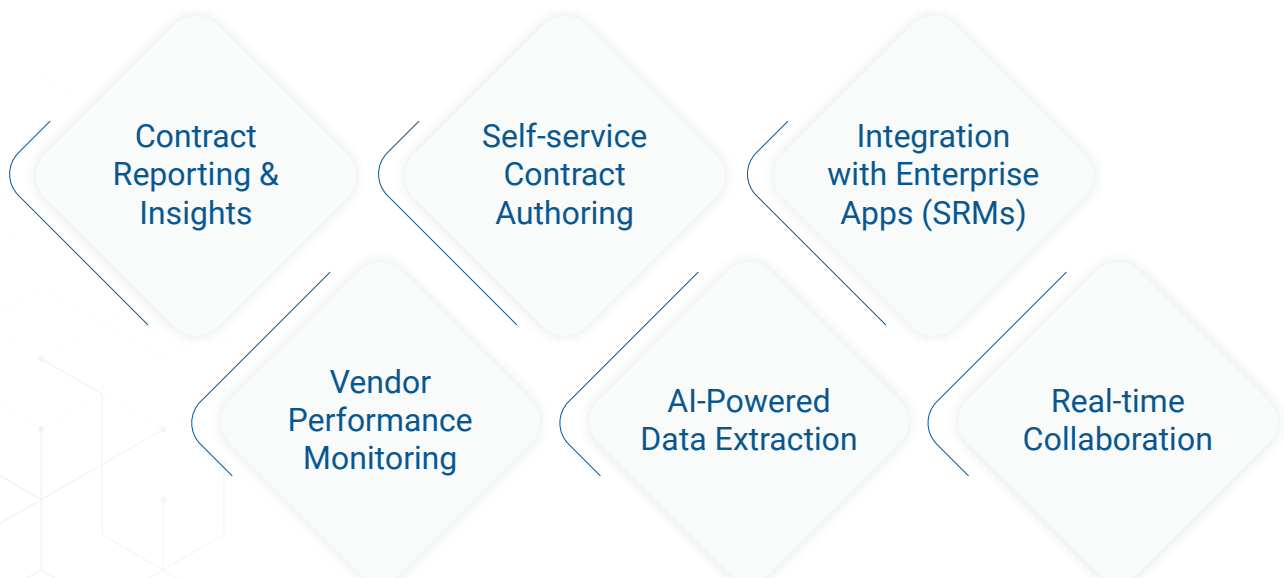 Contract
Reporting &
Insights
Self-service
Contract
Authoring
Integration
with Enterprise
Apps (SRMs)
Vendor
Performance
Monitoring
AI-Powered
Data Extraction
Real-time
Collaboration